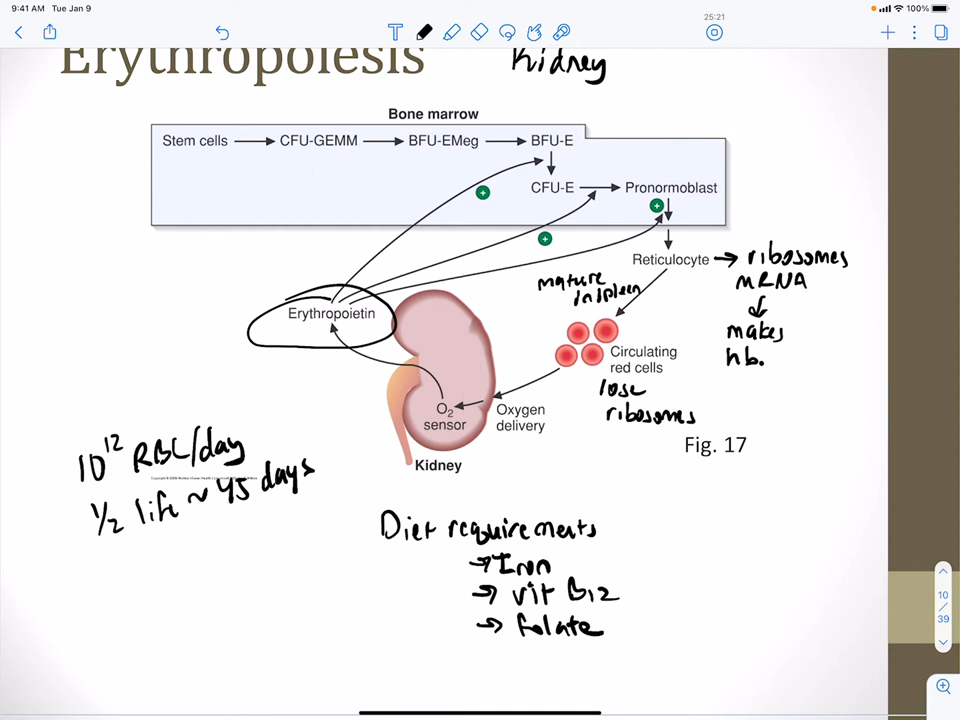 9:41 AM Tue Jan 9
100%
25:21
Erythropoiesis
Kidney
Bone marrow
Stem cells
CFU-GEMM
BFU-EMeg
BFU-E
CFU-E
Pronormoblast
+
+
+
Reticulocyte → ribosomes
mRNA
↓
makes
hb.
mature
in spleen
Erythropoietin
Circulating
red cells
lose
ribosomes
O2
sensor
Oxygen
delivery
Kidney
Fig. 17
10^12 RBC/day
1/2 life ~ 45 days
Diet requirements
→ Iron
→ vit B12
→ folate
10
/
39